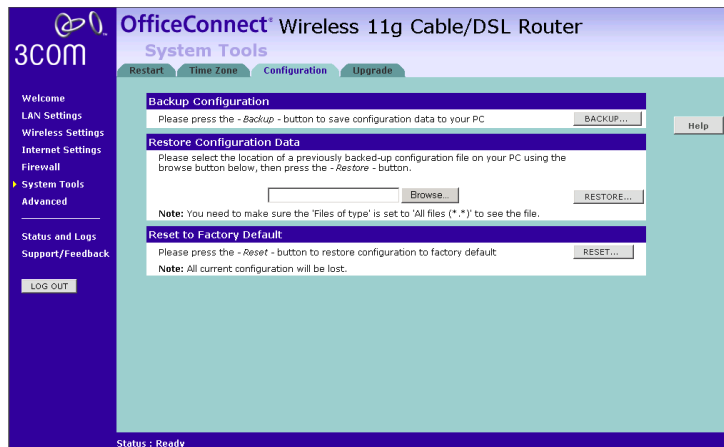 3COM
OfficeConnect® Wireless 11g Cable/DSL Router
System Tools
Restart Time Zone Configuration Upgrade
Welcome
LAN Settings
Wireless Settings
Internet Settings
Firewall
System Tools
Advanced
Status and Logs
Support/Feedback
LOG OUT
Backup Configuration
Please press the - Backup - button to save configuration data to your PC
BACKUP...
Help
Restore Configuration Data
Please select the location of a previously backed-up configuration file on your PC using the
browse button below, then press the - Restore - button.
Browse...
RESTORE...
Note: You need to make sure the 'Files of type' is set to 'All files (*.*)' to see the file.
Reset to Factory Default
Please press the - Reset - button to restore configuration to factory default
RESET...
Note: All current configuration will be lost.
Status : Ready